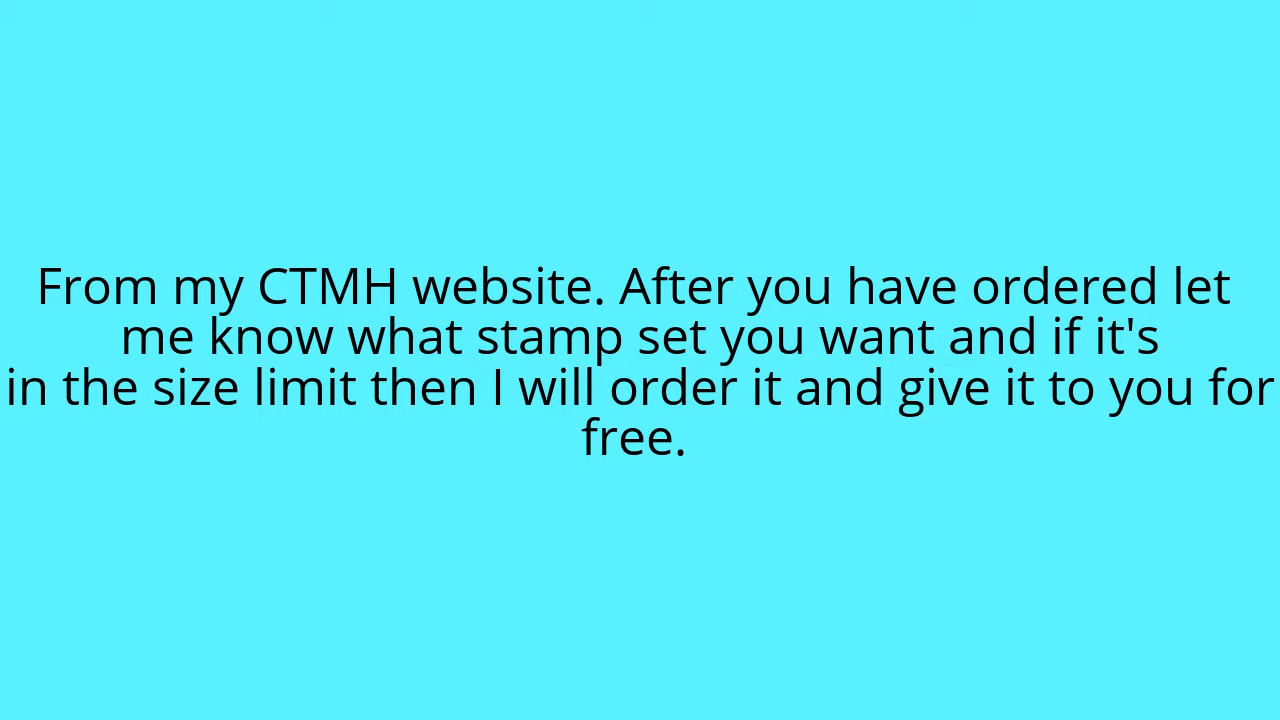 From my CTMH website. After you have ordered let
me know what stamp set you want and if it's
in the size limit then I will order it and give it to you for
free.